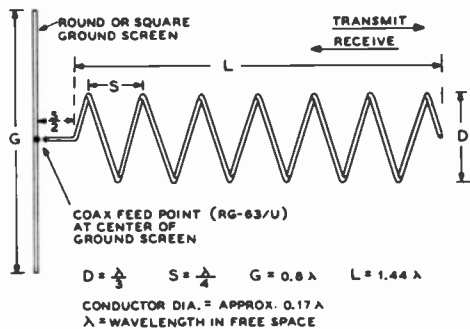 ROUND OR SQUARE
GROUND SCREEN
TRANSMIT
RECEIVE
L
S
S/2
G
D
COAX FEED POINT (RG-63/U)
AT CENTER OF
GROUND SCREEN
D = λ/3 S = λ/4 G = 0.8 λ L = 1.44 λ
CONDUCTOR DIA. = APPROX. 0.17 λ
λ = WAVELENGTH IN FREE SPACE